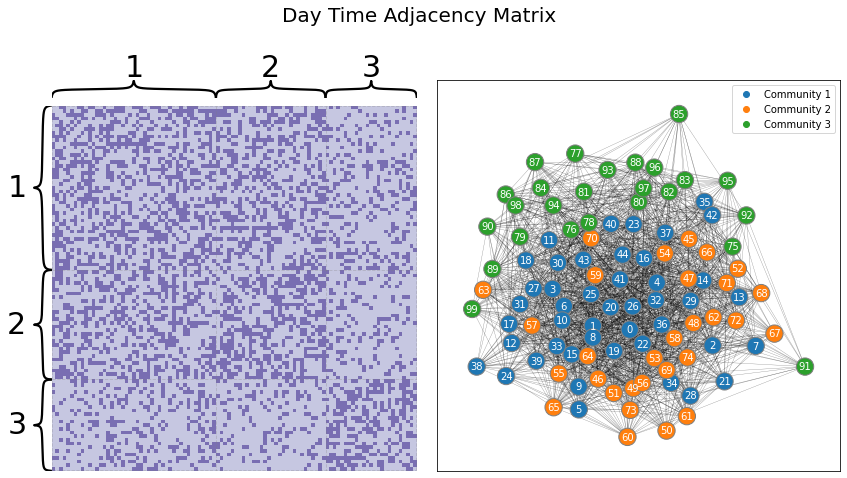 Day Time Adjacency Matrix
1 2 3
1
2
3
Community 1
Community 2
Community 3
85
77
87 93 88 96
84 81 97 82 83 95
86 98 94 80 35
90 76 78 40 23 42 92
79 11 70 37 45 75
18 30 43 44 16 54 66
89 59 41 4 47 14 52
63 27 3 25 32 29 71 13 68
99 31 6 20 26
17 57 10 1 0 36 48 62 72 67
12 33 8 22 58 2 7
38 39 15 64 19 53 74 91
24 55 46 69 21
9 51 49 56 34 28
65 5 73 61
60 50